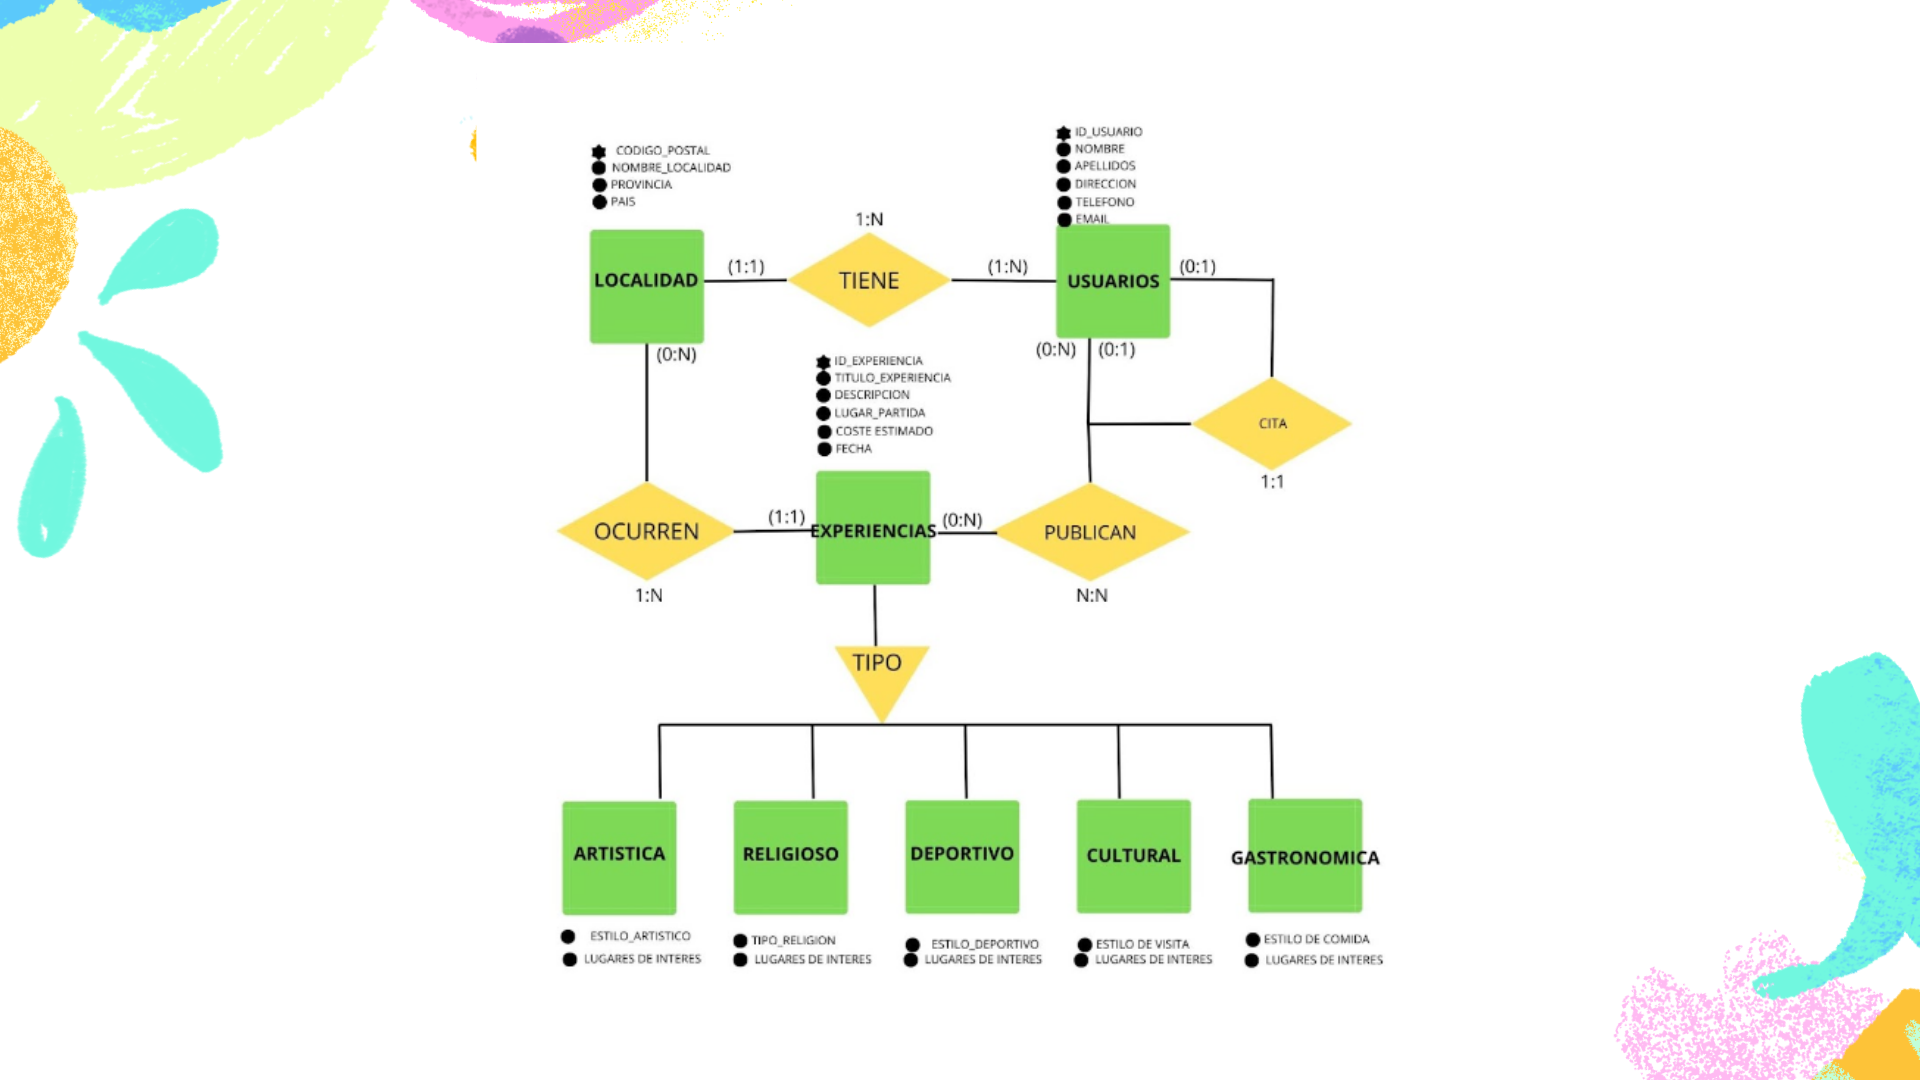 CODIGO_POSTAL
NOMBRE_LOCALIDAD
PROVINCIA
PAIS
ID_USUARIO
NOMBRE
APELLIDOS
DIRECCION
TELEFONO
EMAIL
1:N
LOCALIDAD
(1:1)
TIENE
(1:N)
USUARIOS
(0:1)
(0:N)
(0:N)
(0:1)
ID_EXPERIENCIA
TITULO_EXPERIENCIA
DESCRIPCION
LUGAR_PARTIDA
COSTE ESTIMADO
FECHA
CITA
1:1
OCURREN
(1:1)
EXPERIENCIAS
(0:N)
PUBLICAN
1:N
N:N
TIPO
ARTISTICA
RELIGIOSO
DEPORTIVO
CULTURAL
GASTRONOMICA
ESTILO_ARTISTICO
LUGARES DE INTERES
TIPO_RELIGION
LUGARES DE INTERES
ESTILO_DEPORTIVO
LUGARES DE INTERES
ESTILO DE VISITA
LUGARES DE INTERES
ESTILO DE COMIDA
LUGARES DE INTERES